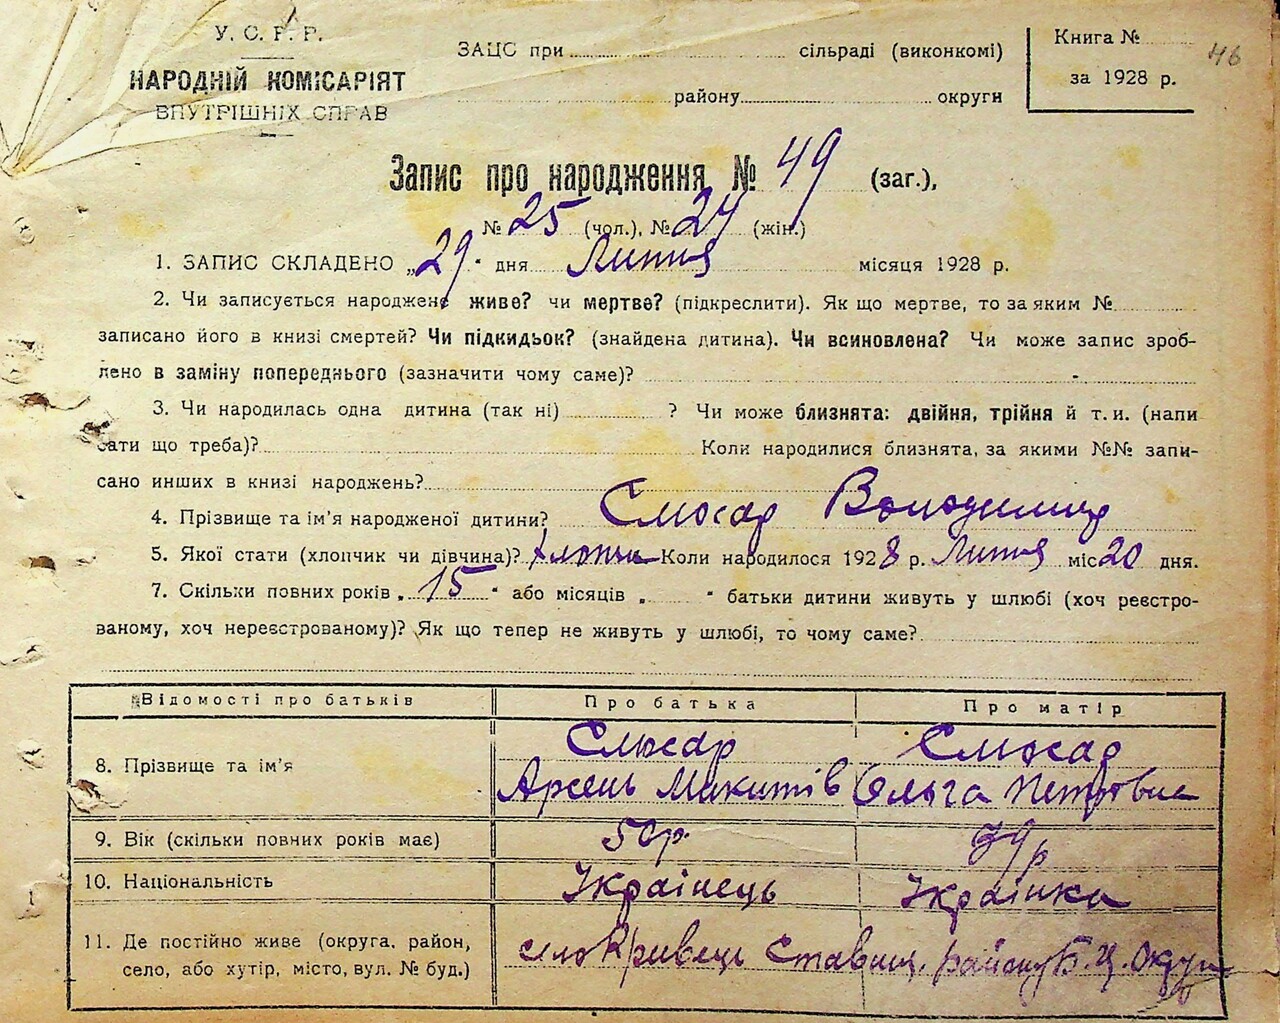 У. С. Р. Р.
НАРОДНІЙ КОМІСАРІЯТ
ВНУТРІШНІХ СПРАВ
ЗАЦС при сільраді (виконкомі)
району округи
Книга №
за 1928 р.
46
Запис про народження № 49 (заг.),
№ 25 (чол.), № 24 (жін.)
1. ЗАПИС СКЛАДЕНО „29" дня Липня місяця 1928 р.
2. Чи записується народжене живе? чи мертве? (підкреслити). Як що мертве, то за яким №
записано його в книзі смертей? Чи підкидьок? (знайдена дитина). Чи всиновлена? Чи може запис зроб-
лено в заміну попереднього (зазначити чому саме)?
3. Чи народилась одна дитина (так ні) ? Чи може близнята: двійня, трійня й т. и. (напи
сати що треба)? Коли народилися близнята, за якими №№ запи-
сано инших в книзі народжень?
4. Прізвище та ім'я народженої дитини? Слюсар Володимир
5. Якої стати (хлопчик чи дівчина)? Коли народилося 1928 р. Липня міс 20 дня.
7. Скільки повних років „15" або місяців „ " батьки дитини живуть у шлюбі (хоч реєстро-
ваному, хоч нереєстрованому)? Як що тепер не живуть у шлюбі, то чому саме?
Відомості про батьків Про батька Про матір
8. Прізвище та ім'я Слюсар Арсень Микитів Слюсар Ольга Петровна
9. Вік (скільки повних років має) 50 р.
10. Національність Українець Українка
11. Де постійно живе (округа, район,
село, або хутір, місто, вул. № буд.) село Кривець Ставищ. району Б. Ц. Округи